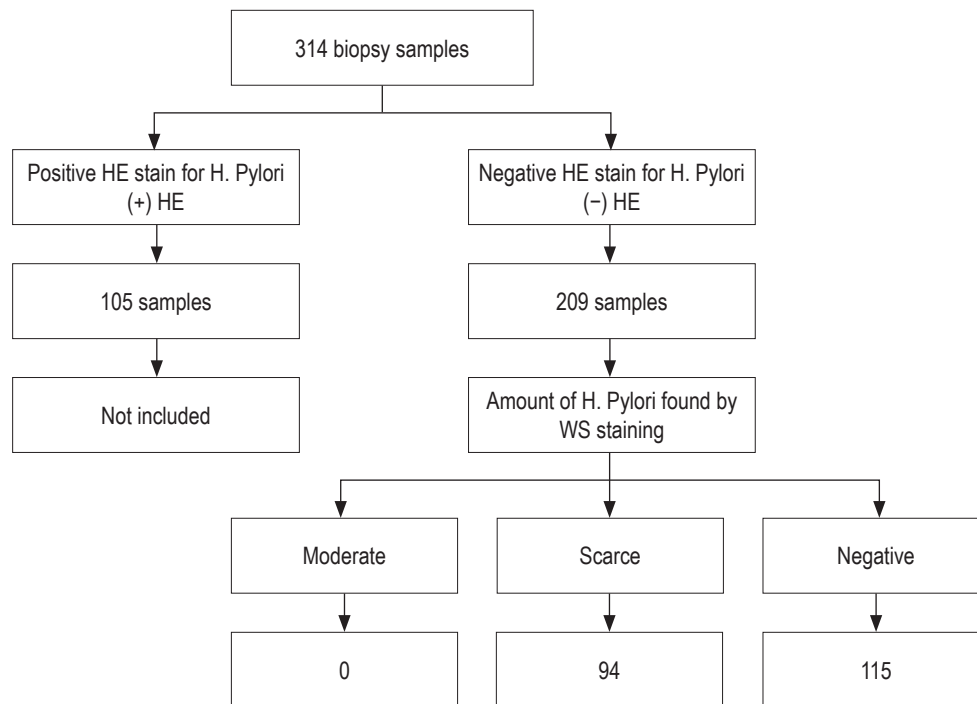 314 biopsy samples
Positive HE stain for H. Pylori
(+) HE
Negative HE stain for H. Pylori
(−) HE
105 samples
209 samples
Not included
Amount of H. Pylori found by
WS staining
Moderate
Scarce
Negative
0
94
115